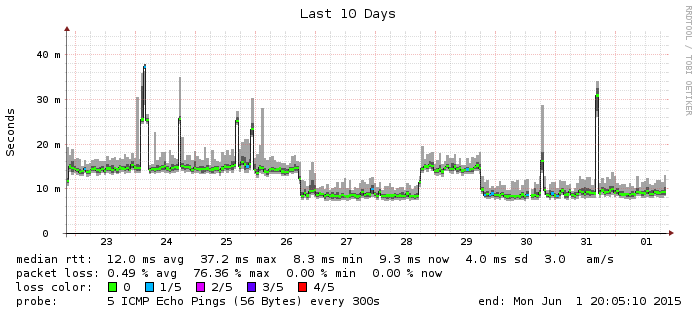 Last 10 Days
RRDTOOL / TOBI OETIKER
Seconds
40 m
30 m
20 m
10 m
0
23 24 25 26 27 28 29 30 31 01
median rtt: 12.0 ms avg 37.2 ms max 8.3 ms min 9.3 ms now 4.0 ms sd 3.0 am/s
packet loss: 0.49 % avg 76.36 % max 0.00 % min 0.00 % now
loss color: 0 1/5 2/5 3/5 4/5
probe: 5 ICMP Echo Pings (56 Bytes) every 300s end: Mon Jun 1 20:05:10 2015